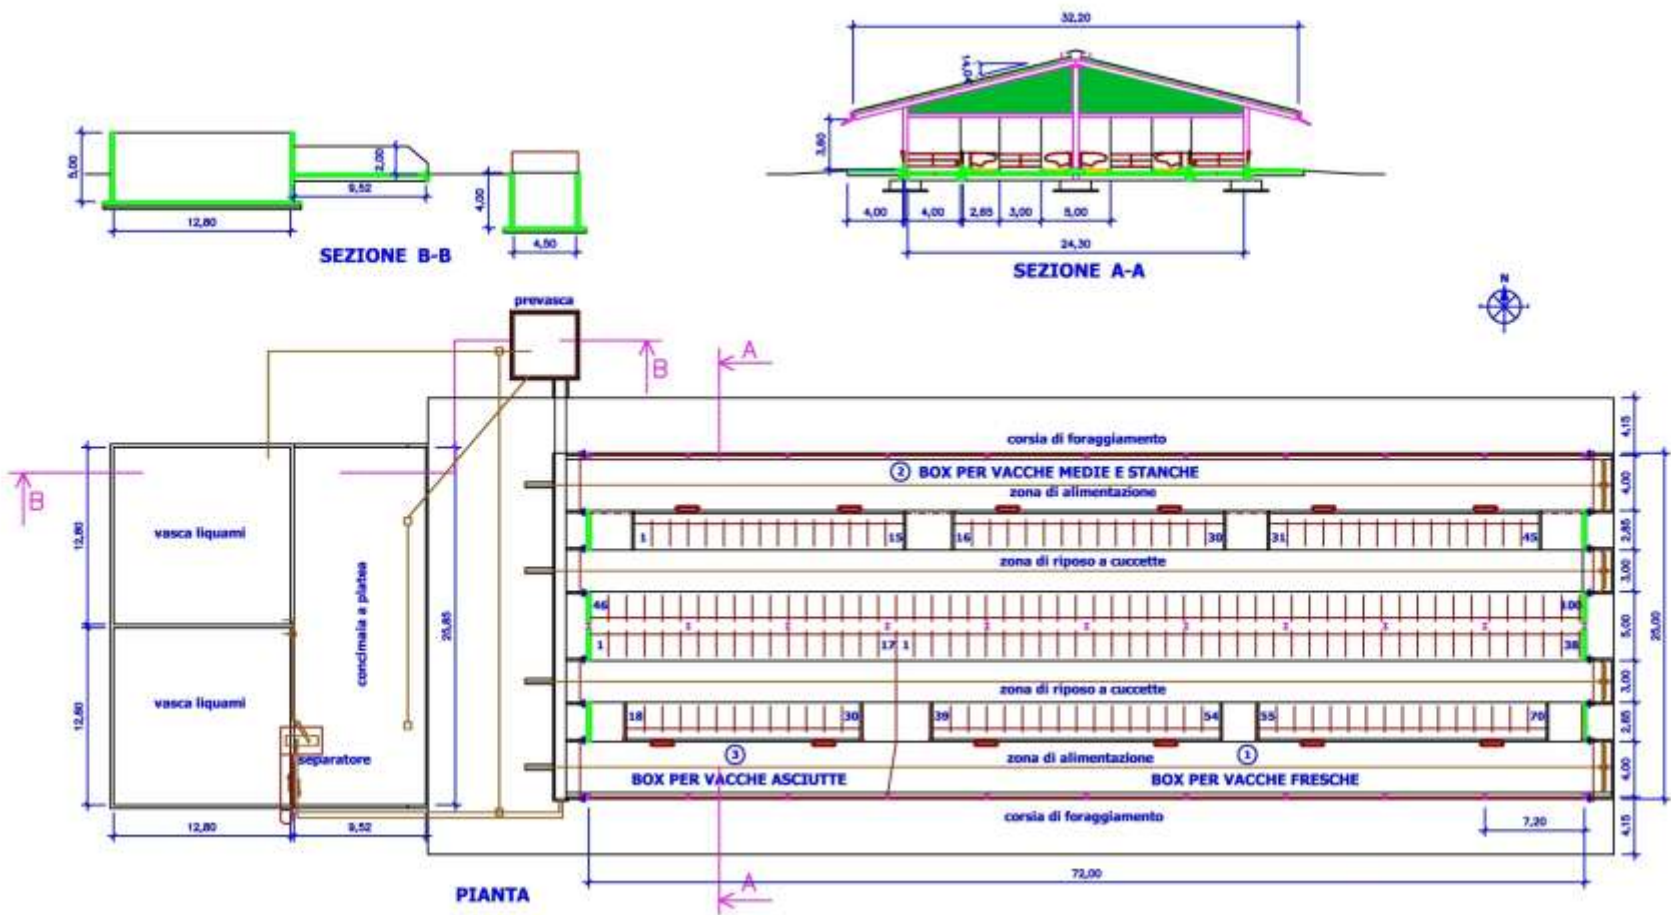 32,20
14,04
3,60
4,00
4,00
2,65
3,00
5,00
24,30
SEZIONE A-A
5,00
2,00
9,52
12,80
4,00
4,50
SEZIONE B-B
N
prevasca
B
A
B
corsia di foraggiamento
2 BOX PER VACCHE MEDIE E STANCHE
zona di alimentazione
1 15 16 30 31 45
zona di riposo a cuccette
46 100
1 17 1 38
zona di riposo a cuccette
18 30 39 54 55 70
3 zona di alimentazione 1
BOX PER VACCHE ASCIUTTE BOX PER VACCHE FRESCHE
corsia di foraggiamento
vasca liquami
vasca liquami
concimaia a platea
separatore
12,80
12,80
25,85
12,80
9,52
4,15
4,00
2,85
3,00
5,00
3,00
2,85
4,00
4,15
25,00
7,20
72,00
A
PIANTA